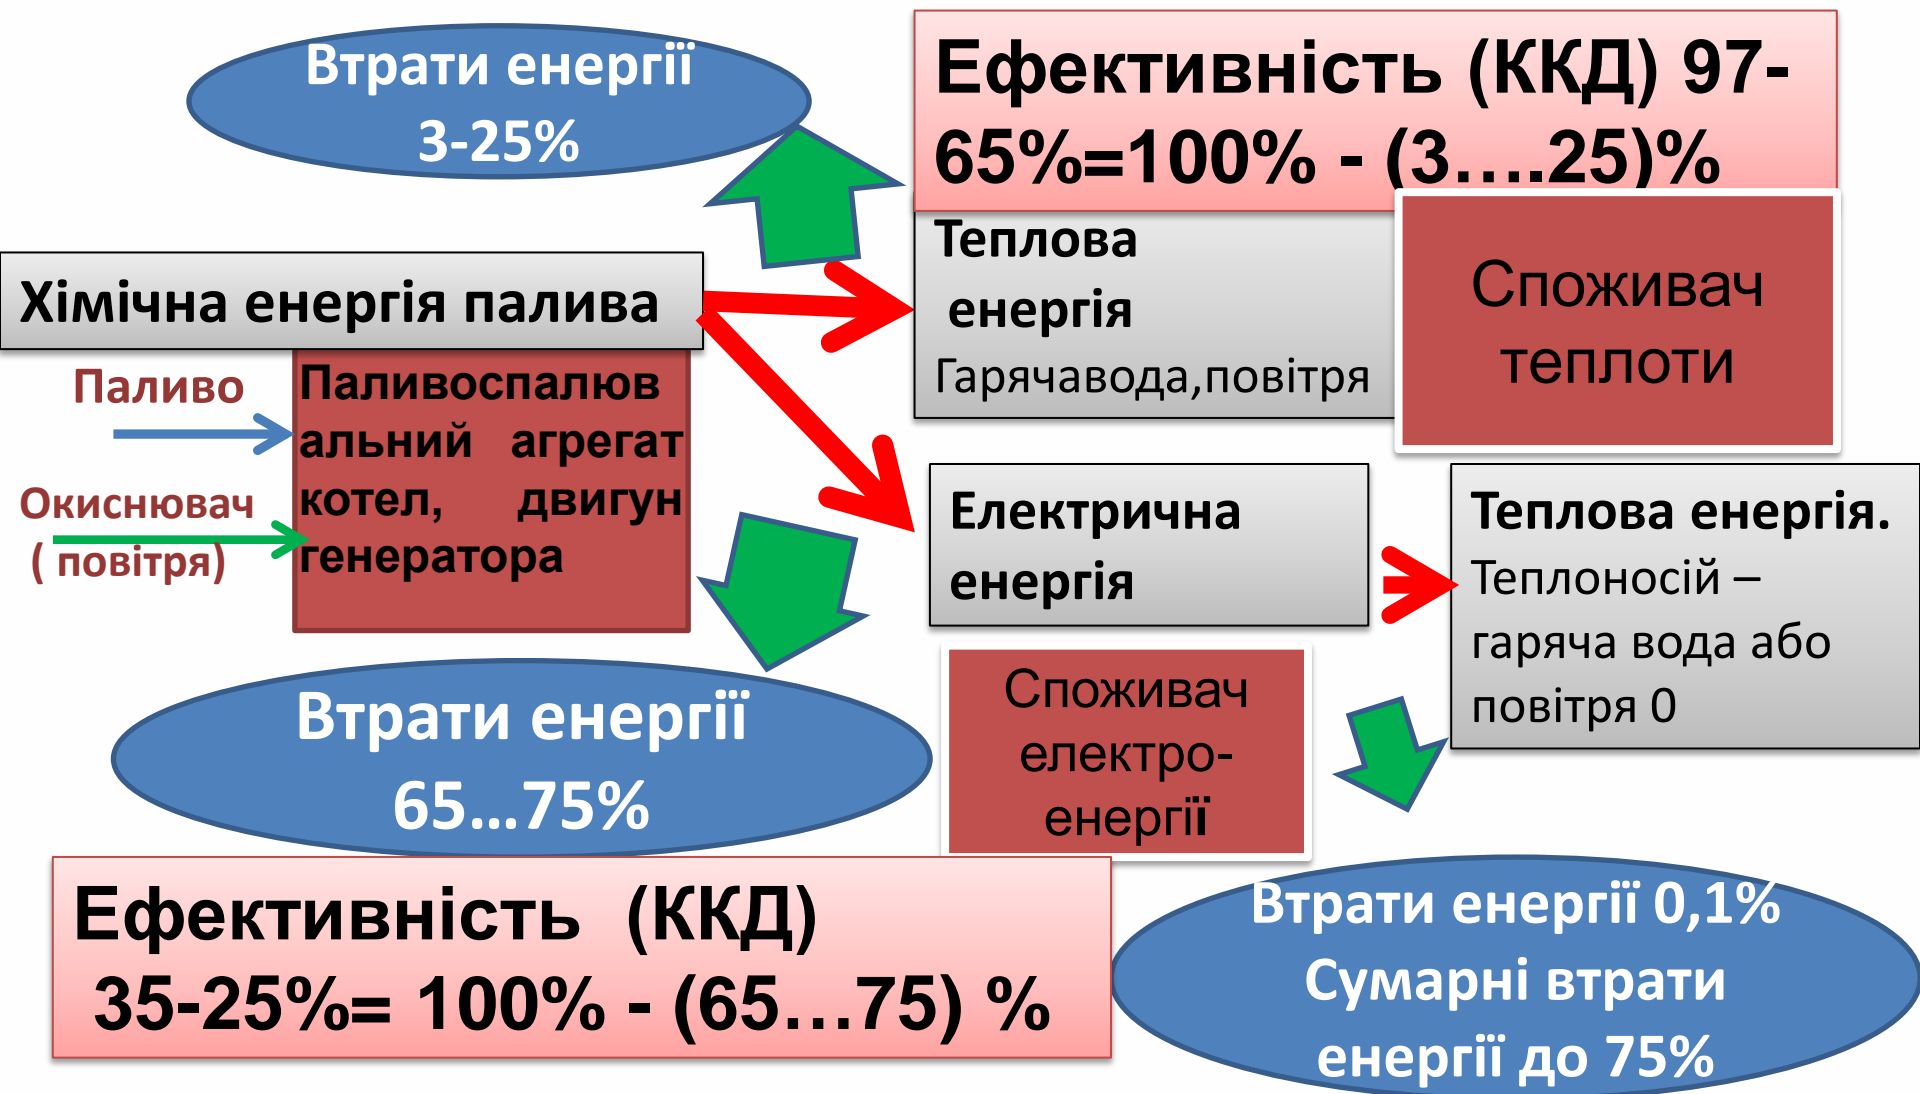 Втрати енергії
3-25%
Ефективність (ККД) 97-
65%=100% - (3….25)%
Хімічна енергія палива
Теплова
енергія
Гарячавода,повітря
Споживач
теплоти
Паливо
Окиснювач
( повітря)
Паливоспалюв
альний агрегат
котел, двигун
генератора
Електрична
енергія
Теплова енергія.
Теплоносій –
гаряча вода або
повітря 0
Втрати енергії
65…75%
Споживач
електро-
енергії
Ефективність (ККД)
35-25%= 100% - (65…75) %
Втрати енергії 0,1%
Сумарні втрати
енергії до 75%